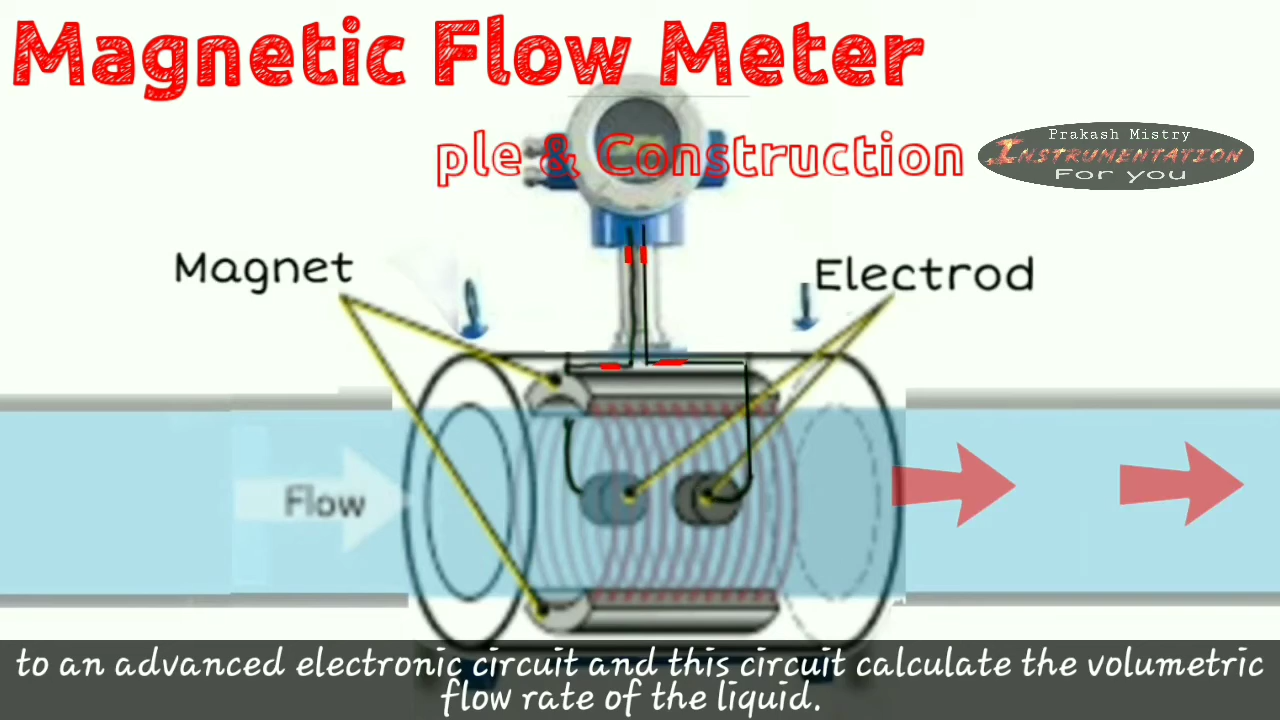 Magnetic Flow Meter
ple & Construction
Prakash Mistry
INSTRUMENTATION
For you
Magnet
Electrod
Flow
to an advanced electronic circuit and this circuit calculate the volumetric
flow rate of the liquid.